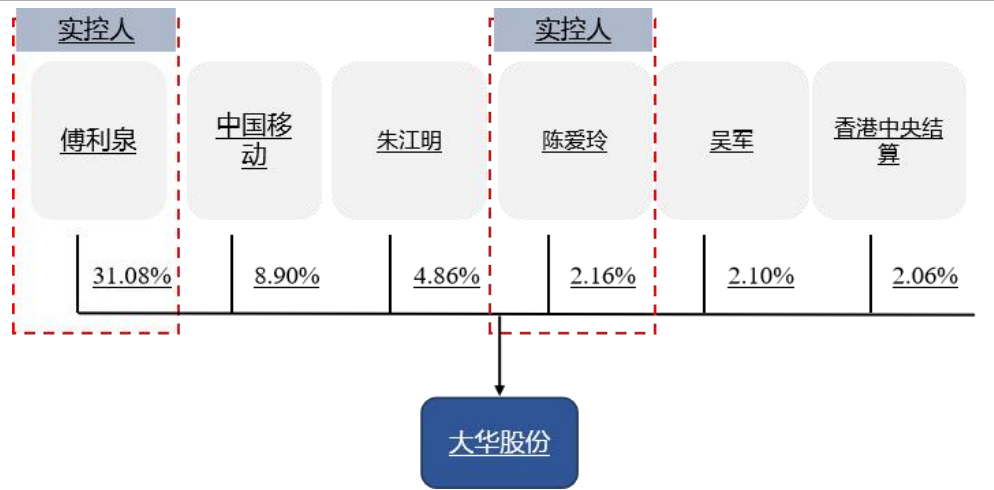 实控人
实控人
傅利泉
中国移
动
朱江明
陈爱玲
吴军
香港中央结
算
31.08%
8.90%
4.86%
2.16%
2.10%
2.06%
大华股份